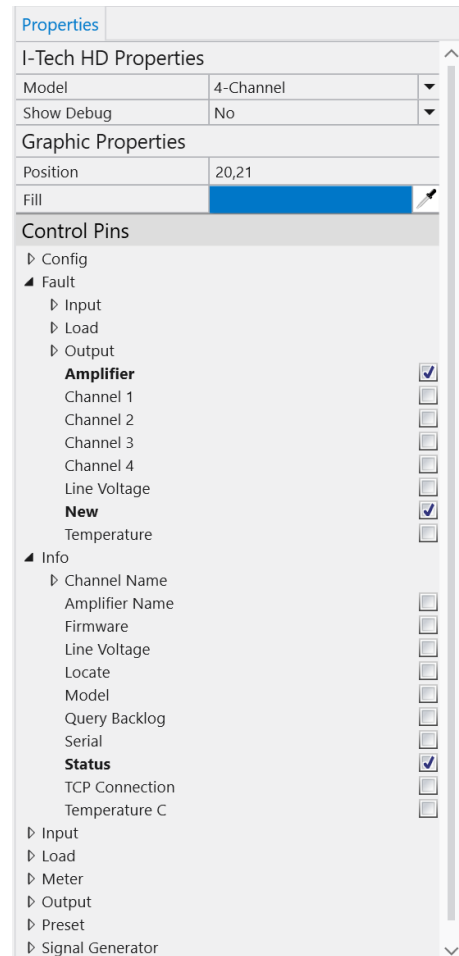 Properties
I-Tech HD Properties
Model 4-Channel
Show Debug No
Graphic Properties
Position 20,21
Fill
Control Pins
Config
Fault
Input
Load
Output
Amplifier
Channel 1
Channel 2
Channel 3
Channel 4
Line Voltage
New
Temperature
Info
Channel Name
Amplifier Name
Firmware
Line Voltage
Locate
Model
Query Backlog
Serial
Status
TCP Connection
Temperature C
Input
Load
Meter
Output
Preset
Signal Generator